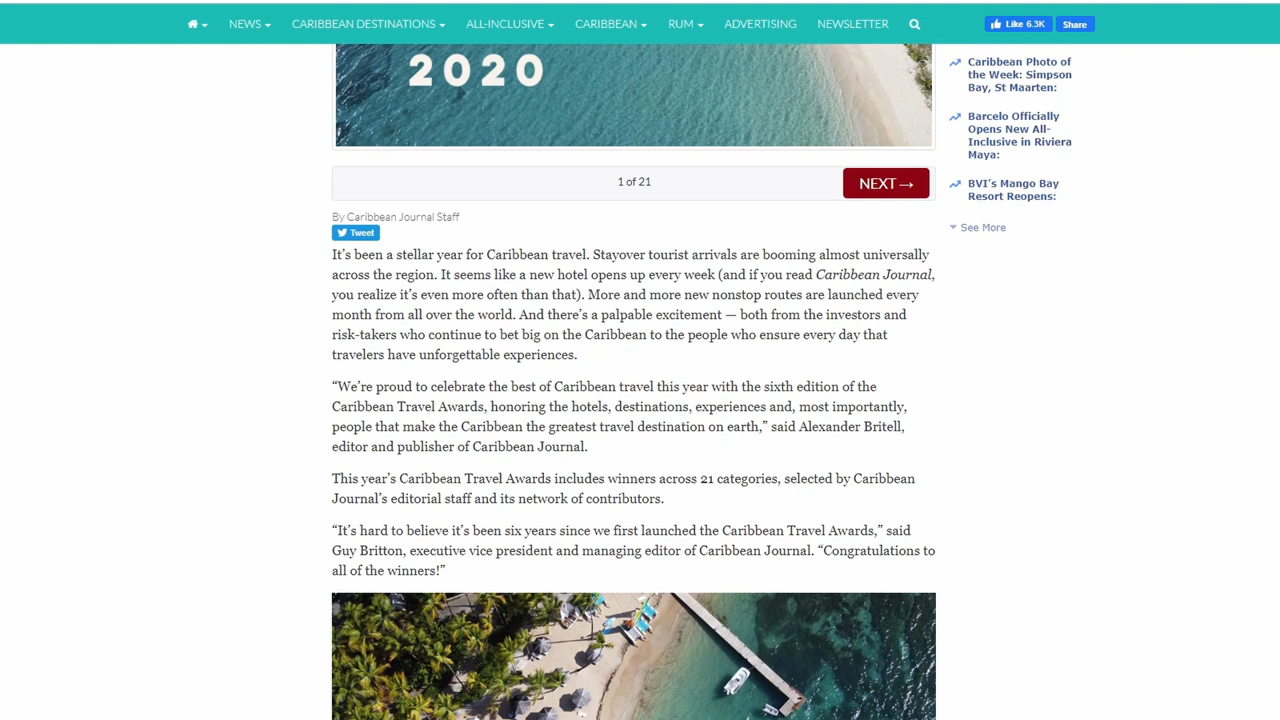 NEWS
CARIBBEAN DESTINATIONS
ALL-INCLUSIVE
CARIBBEAN
RUM
ADVERTISING
NEWSLETTER
Like 6.3K
Share
2020
Caribbean Photo of
the Week: Simpson
Bay, St Maarten:
Barcelo Officially
Opens New All-
Inclusive in Riviera
Maya:
BVI’s Mango Bay
Resort Reopens:
See More
1 of 21
NEXT→
By Caribbean Journal Staff
Tweet
It’s been a stellar year for Caribbean travel. Stayover tourist arrivals are booming almost universally
across the region. It seems like a new hotel opens up every week (and if you read Caribbean Journal,
you realize it’s even more often than that). More and more new nonstop routes are launched every
month from all over the world. And there’s a palpable excitement — both from the investors and
risk-takers who continue to bet big on the Caribbean to the people who ensure every day that
travelers have unforgettable experiences.
“We’re proud to celebrate the best of Caribbean travel this year with the sixth edition of the
Caribbean Travel Awards, honoring the hotels, destinations, experiences and, most importantly,
people that make the Caribbean the greatest travel destination on earth,” said Alexander Britell,
editor and publisher of Caribbean Journal.
This year’s Caribbean Travel Awards includes winners across 21 categories, selected by Caribbean
Journal’s editorial staff and its network of contributors.
“It’s hard to believe it’s been six years since we first launched the Caribbean Travel Awards,” said
Guy Britton, executive vice president and managing editor of Caribbean Journal. “Congratulations to
all of the winners!”